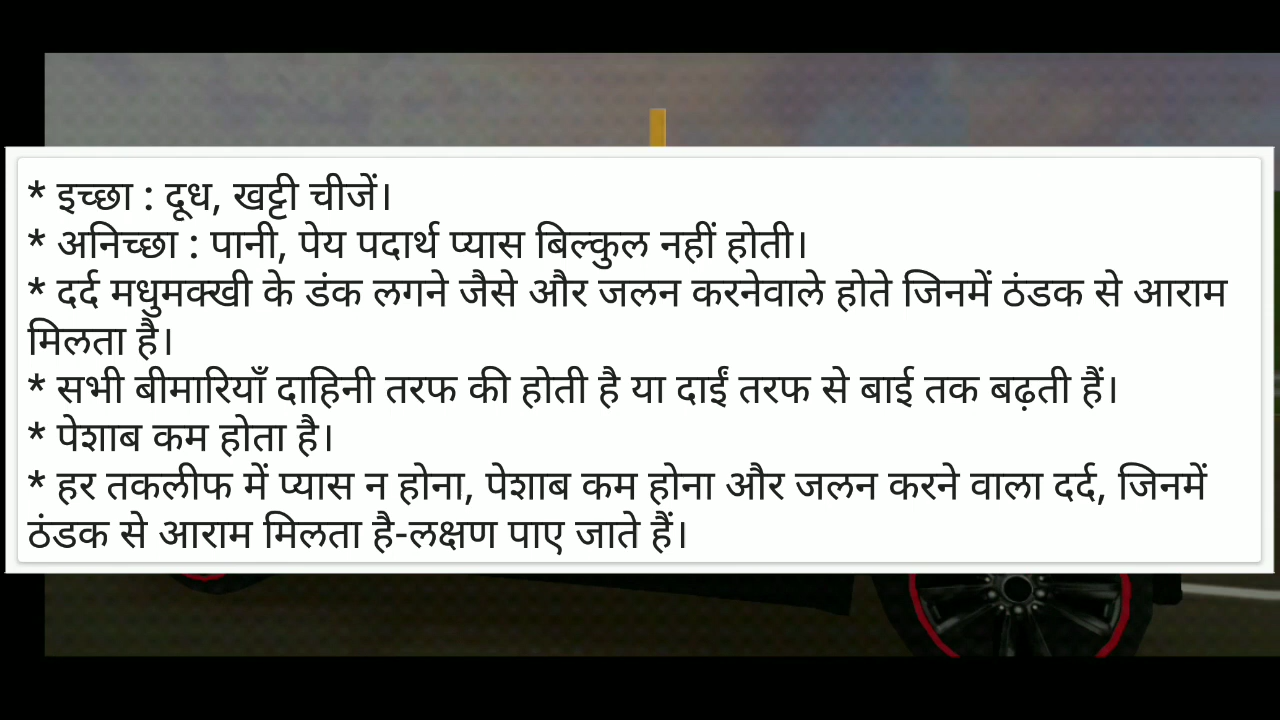 * इच्छा : दूध, खट्टी चीजें।
* अनिच्छा : पानी, पेय पदार्थ प्यास बिल्कुल नहीं होती।
* दर्द मधुमक्खी के डंक लगने जैसे और जलन करनेवाले होते जिनमें ठंडक से आराम
मिलता है।
* सभी बीमारियाँ दाहिनी तरफ की होती है या दाईं तरफ से बाई तक बढ़ती हैं।
* पेशाब कम होता है।
* हर तकलीफ में प्यास न होना, पेशाब कम होना और जलन करने वाला दर्द, जिनमें
ठंडक से आराम मिलता है-लक्षण पाए जाते हैं।